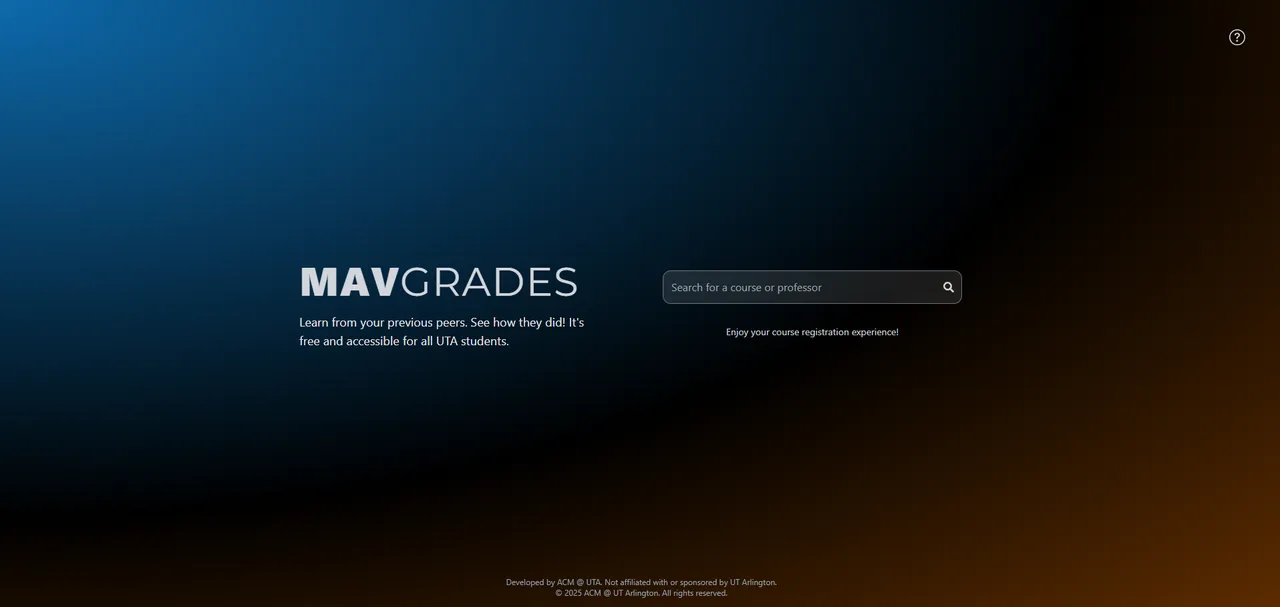 MAVGRADES
Learn from your previous peers. See how they did! It's
free and accessible for all UTA students.
Search for a course or professor
Enjoy your course registration experience!
?
Developed by ACM @ UTA. Not affiliated with or sponsored by UT Arlington.
© 2025 ACM @ UT Arlington. All rights reserved.